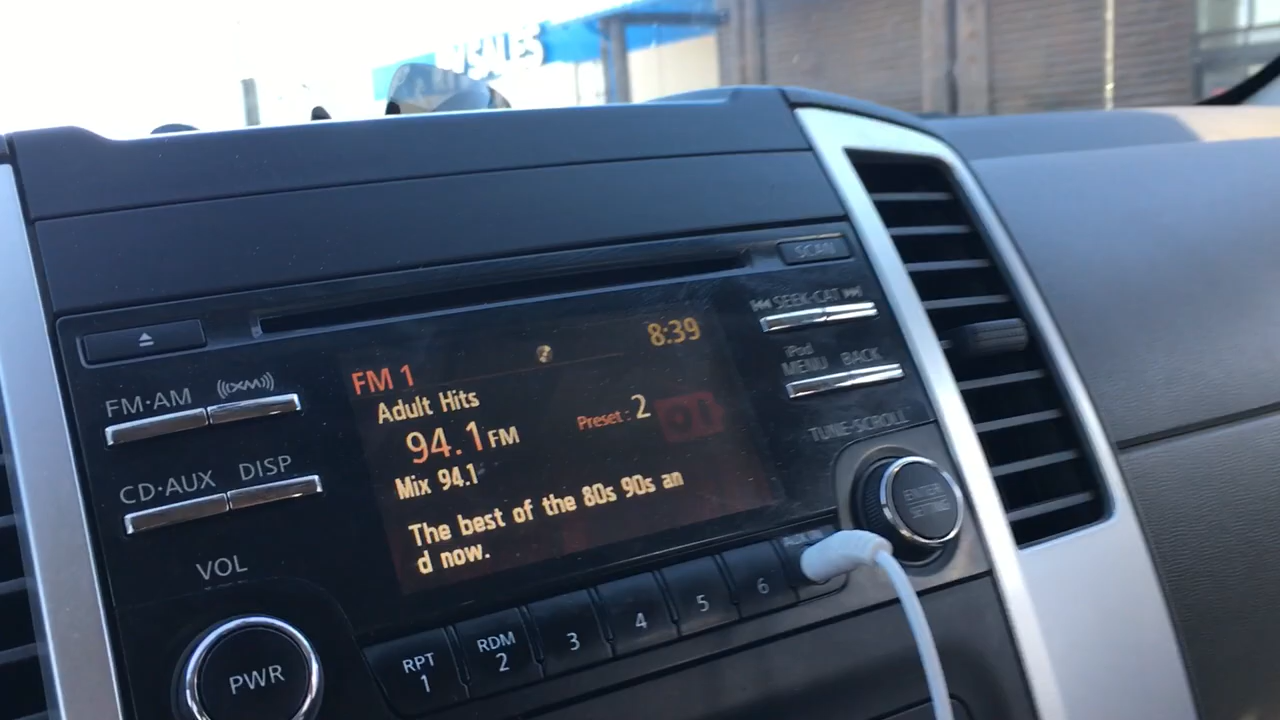 SALES
SCAN
SEEK·CAT
8:39
iPod
MENU BACK
FM·AM
((XM))
FM 1
Adult Hits
94.1 FM
Preset : 2
Mix 94.1
TUNE·SCROLL
CD·AUX DISP
The best of the 80s 90s an
d now.
ENTER
SETTING
VOL
PWR
RPT
1
RDM
2
3
4
5
6